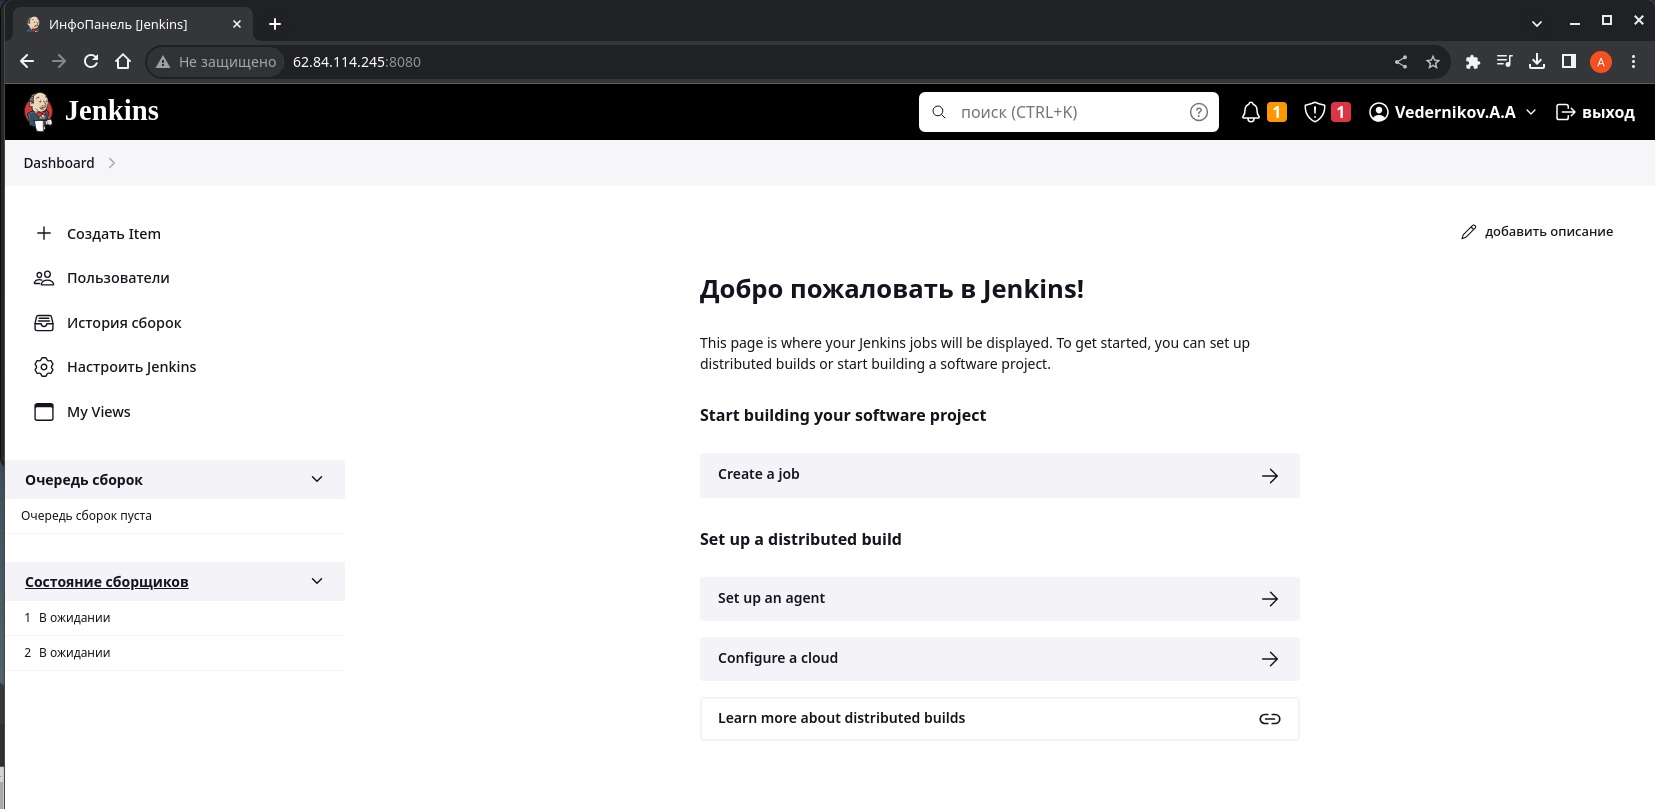 ИнфоПанель [Jenkins]
Не защищено 62.84.114.245:8080
A
Jenkins
поиск (CTRL+K)
?
1
1
Vedernikov.A.A
выход
Dashboard
Создать Item
Пользователи
История сборок
Настроить Jenkins
My Views
Очередь сборок
Очередь сборок пуста
Состояние сборщиков
1 В ожидании
2 В ожидании
добавить описание
Добро пожаловать в Jenkins!
This page is where your Jenkins jobs will be displayed. To get started, you can set up
distributed builds or start building a software project.
Start building your software project
Create a job
Set up a distributed build
Set up an agent
Configure a cloud
Learn more about distributed builds